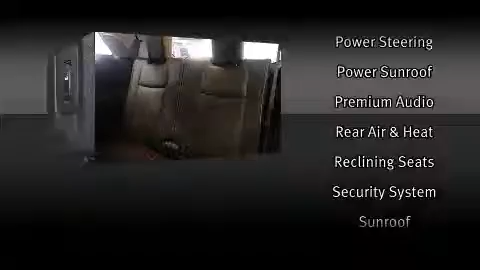 Power Steering
Power Sunroof
Premium Audio
Rear Air & Heat
Reclining Seats
Security System
Sunroof